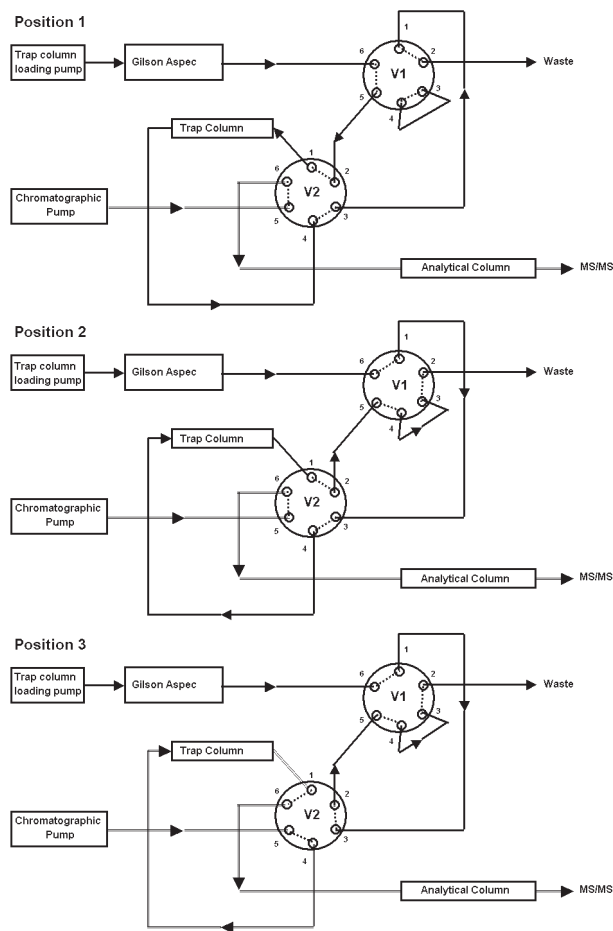 Position 1
Trap column
loading pump
Gilson Aspec
6
1
2
V1
5
3
4
Waste
Trap Column
1
6
2
V2
5
3
4
Chromatographic
Pump
Analytical Column
MS/MS
Position 2
Trap column
loading pump
Gilson Aspec
6
1
2
V1
5
3
4
Waste
Trap Column
1
6
2
V2
5
3
4
Chromatographic
Pump
Analytical Column
MS/MS
Position 3
Trap column
loading pump
Gilson Aspec
6
1
2
V1
5
3
4
Waste
Trap Column
1
6
2
V2
5
3
4
Chromatographic
Pump
Analytical Column
MS/MS